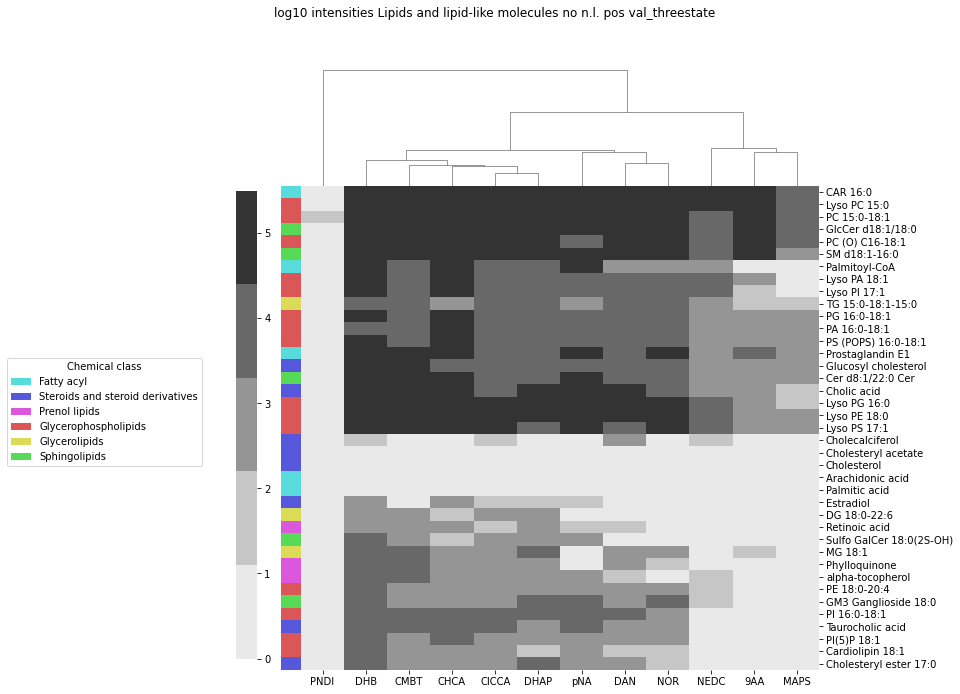 log10 intensities Lipids and lipid-like molecules no n.l. pos val_threestate
5
4
3
2
1
0
Chemical class
Fatty acyl
Steroids and steroid derivatives
Prenol lipids
Glycerophospholipids
Glycerolipids
Sphingolipids
CAR 16:0
Lyso PC 15:0
PC 15:0-18:1
GlcCer d18:1/18:0
PC (O) C16-18:1
SM d18:1-16:0
Palmitoyl-CoA
Lyso PA 18:1
Lyso PI 17:1
TG 15:0-18:1-15:0
PG 16:0-18:1
PA 16:0-18:1
PS (POPS) 16:0-18:1
Prostaglandin E1
Glucosyl cholesterol
Cer d8:1/22:0 Cer
Cholic acid
Lyso PG 16:0
Lyso PE 18:0
Lyso PS 17:1
Cholecalciferol
Cholesteryl acetate
Cholesterol
Arachidonic acid
Palmitic acid
Estradiol
DG 18:0-22:6
Retinoic acid
Sulfo GalCer 18:0(2S-OH)
MG 18:1
Phylloquinone
alpha-tocopherol
PE 18:0-20:4
GM3 Ganglioside 18:0
PI 16:0-18:1
Taurocholic acid
PI(5)P 18:1
Cardiolipin 18:1
Cholesteryl ester 17:0
PNDI DHB CMBT CHCA ClCCA DHAP pNA DAN NOR NEDC 9AA MAPS